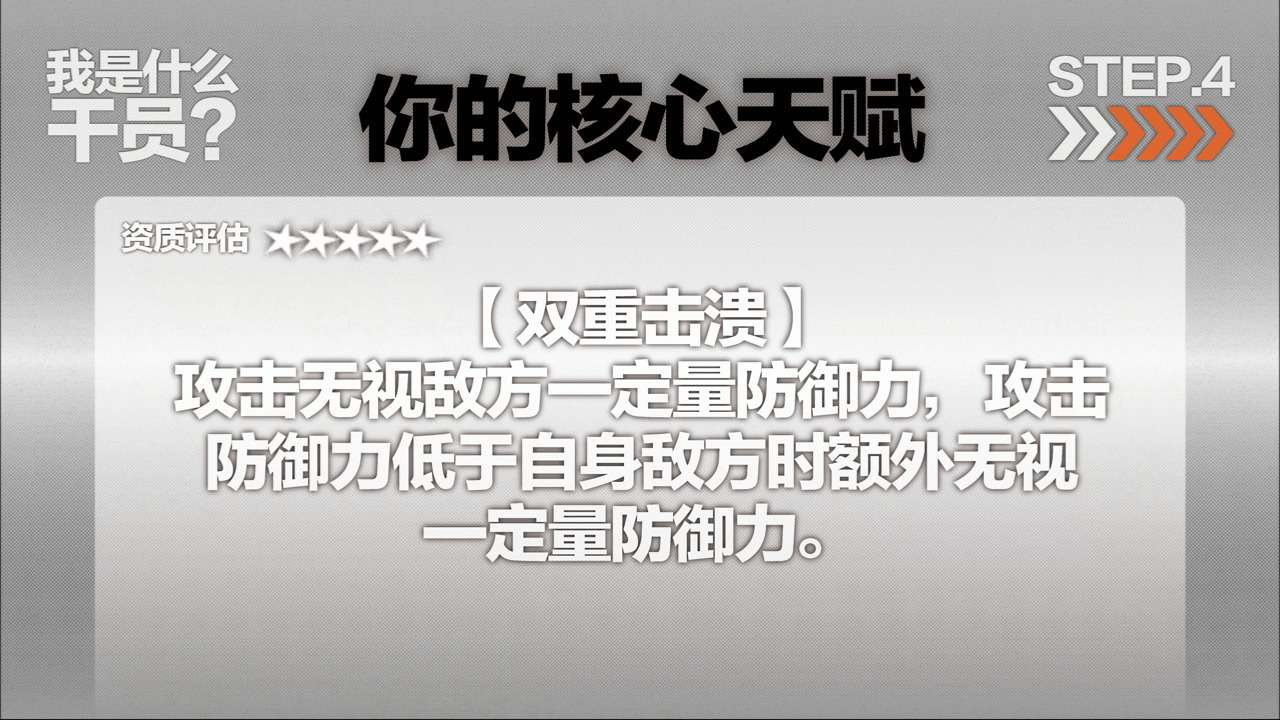 我是什么
干员?
你的核心天赋
STEP.4
资质评估 ★★★★★
【双重击溃】
攻击无视敌方一定量防御力，攻击
防御力低于自身敌方时额外无视
一定量防御力。